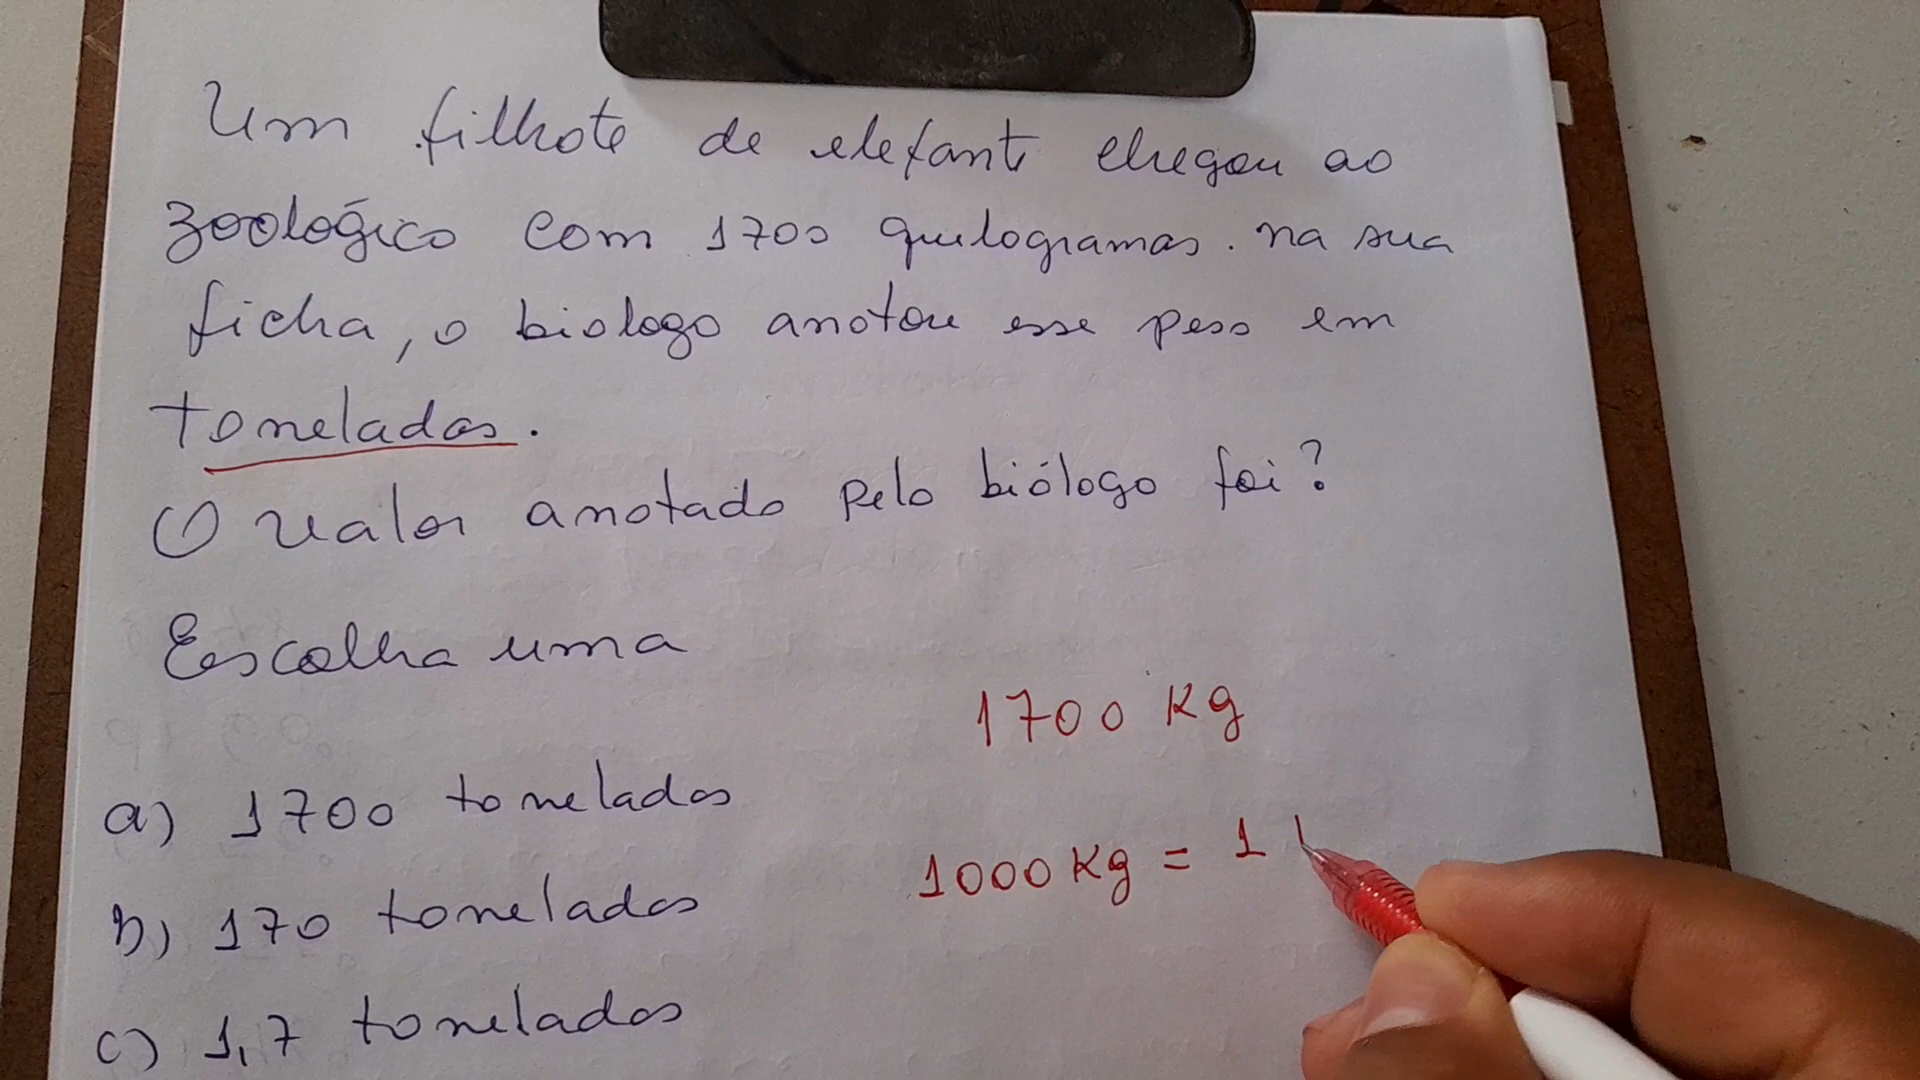 Um filhote de elefante chegou ao
zoológico com 1700 quilogramas. na sua
ficha, o biologo anotou esse peso em
toneladas.
O valor anotado pelo biólogo foi?
Escolha uma
1700 kg
a) 1700 toneladas
1000 kg = 1
b) 170 toneladas
c) 1,7 toneladas